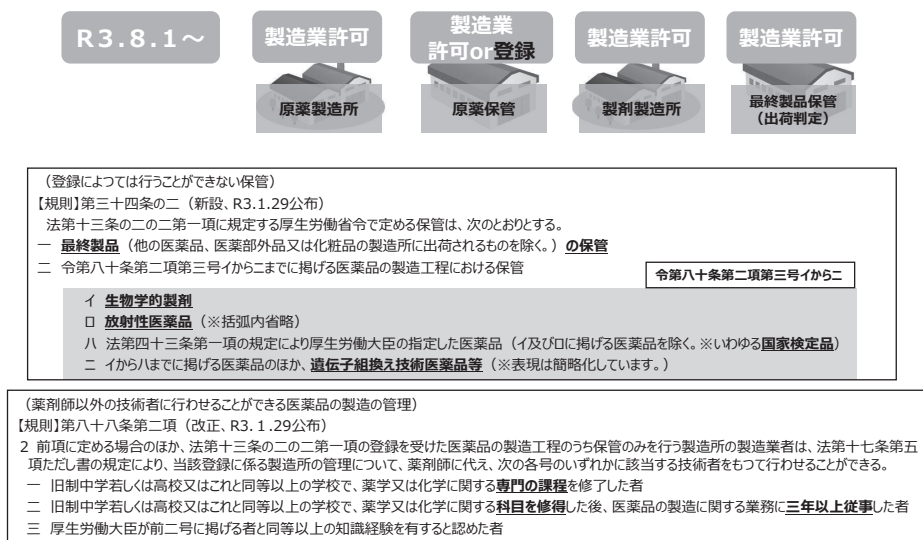 R3.8.1～
製造業許可
製造業
許可or登録
製造業許可
製造業許可
原薬製造所
原薬保管
製剤製造所
最終製品保管
（出荷判定）
（登録によつては行うことができない保管）
【規則】第三十四条の二（新設、R3.1.29公布）
法第十三条の二の二第一項に規定する厚生労働省令で定める保管は、次のとおりとする。
一 最終製品（他の医薬品、医薬部外品又は化粧品の製造所に出荷されるものを除く。）の保管
二 令第八十条第二項第三号イからニまでに掲げる医薬品の製造工程における保管
令第八十条第二項第三号イからニ
イ 生物学的製剤
ロ 放射性医薬品（※括弧内省略）
ハ 法第四十三条第一項の規定により厚生労働大臣の指定した医薬品（イ及びロに掲げる医薬品を除く。※いわゆる国家検定品）
ニ イからハまでに掲げる医薬品のほか、遺伝子組換え技術医薬品等（※表現は簡略化しています。）
（薬剤師以外の技術者に行わせることができる医薬品の製造の管理）
【規則】第八十八条第二項（改正、R3.1.29公布）
2 前項に定める場合のほか、法第十三条の二の二第一項の登録を受けた医薬品の製造工程のうち保管のみを行う製造所の製造業者は、法第十七条第五
項ただし書の規定により、当該登録に係る製造所の管理について、薬剤師に代え、次の各号のいずれかに該当する技術者をもつて行わせることができる。
一 旧制中学若しくは高校又はこれと同等以上の学校で、薬学又は化学に関する専門の課程を修了した者
二 旧制中学若しくは高校又はこれと同等以上の学校で、薬学又は化学に関する科目を修得した後、医薬品の製造に関する業務に三年以上従事した者
三 厚生労働大臣が前二号に掲げる者と同等以上の知識経験を有すると認めた者